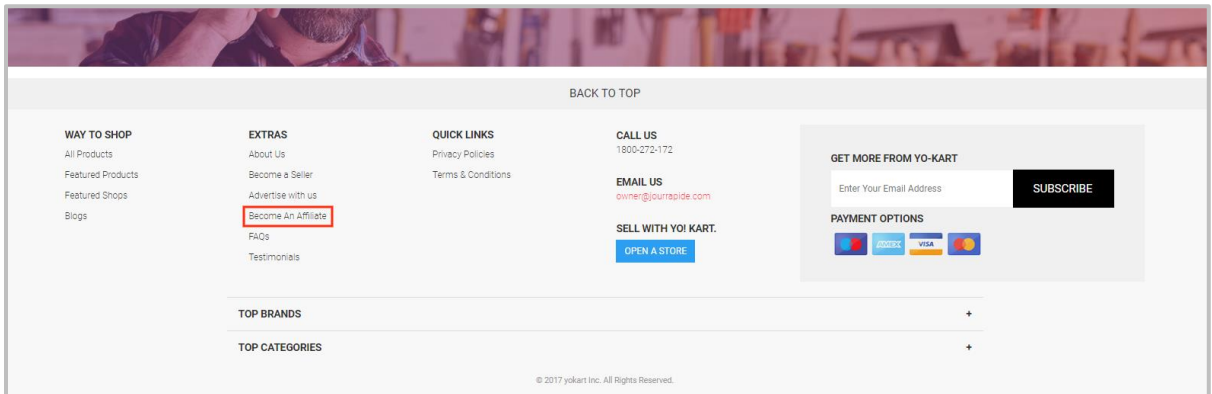 BACK TO TOP
WAY TO SHOP
All Products
Featured Products
Featured Shops
Blogs
EXTRAS
About Us
Become a Seller
Advertise with us
Become An Affiliate
FAQs
Testimonials
QUICK LINKS
Privacy Policies
Terms & Conditions
CALL US
1800-272-172
EMAIL US
owner@jourrapide.com
SELL WITH YO! KART.
OPEN A STORE
GET MORE FROM YO-KART
Enter Your Email Address
SUBSCRIBE
PAYMENT OPTIONS
AMEX
VISA
TOP BRANDS
+
TOP CATEGORIES
+
© 2017 yokart Inc. All Rights Reserved.